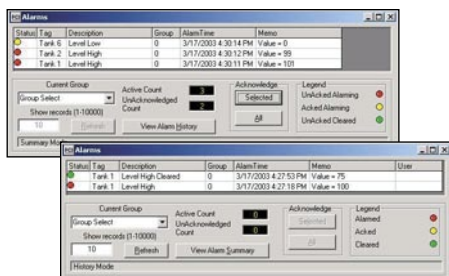 Alarms
Status Tag Description Group AlarmTime Memo
Tank.6 Level Low 0 3/17/2003 4:30:14 PM Value = 0
Tank.2 Level High 0 3/17/2003 4:30:12 PM Value = 99
Tank.1 Level High 0 3/17/2003 4:30:11 PM Value = 101
Current Group
Group Select
Show records (1-10000)
10 Refresh
Active Count 3
UnAcknowledged Count 2
View Alarm History
Acknowledge
Selected
All
Legend
UnAcked Alarming
Acked Alarming
UnAcked Cleared
Summary Mode
Alarms
Status Tag Description Group AlarmTime Memo User
Tank.1 Level High Cleared 0 3/17/2003 4:27:53 PM Value = 75
Tank.1 Level High 0 3/17/2003 4:27:18 PM Value = 100
Current Group
Group Select
Show records (1-10000)
10 Refresh
Active Count 0
UnAcknowledged Count 0
View Alarm Summary
Acknowledge
Selected
All
Legend
Alarmed
Acked
Cleared
History Mode